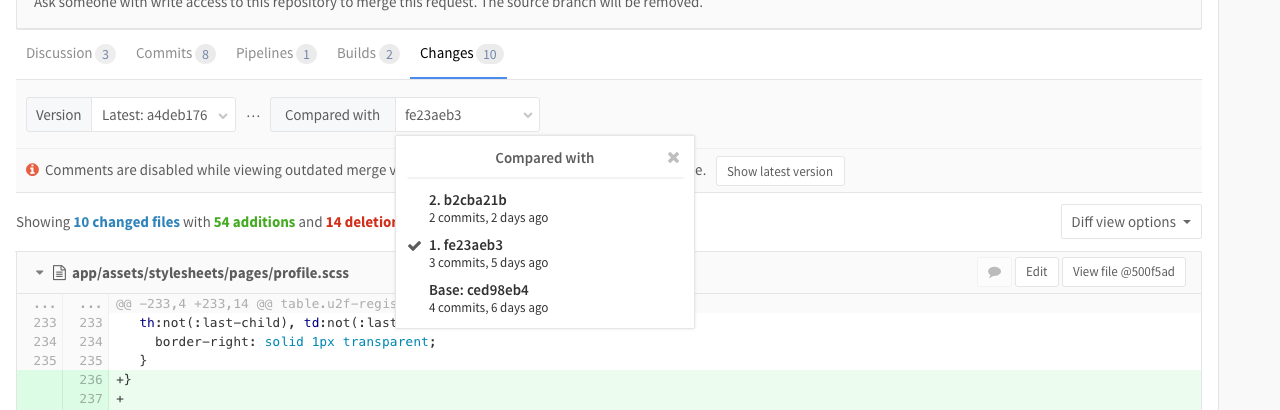 Ask someone with write access to this repository to merge this request. The source branch will be removed.
Discussion 3 Commits 8 Pipelines 1 Builds 2 Changes 10
Version Latest: a4deb176 ... Compared with fe23aeb3
Compared with
Comments are disabled while viewing outdated merge v
e. Show latest version
2. b2cba21b
2 commits, 2 days ago
1. fe23aeb3
3 commits, 5 days ago
Base: ced98eb4
4 commits, 6 days ago
Showing 10 changed files with 54 additions and 14 deletion
Diff view options
app/assets/stylesheets/pages/profile.scss Edit View file @500f5ad
... ... @@ -233,4 +233,14 @@ table.u2f-regis
233 233 th:not(:last-child), td:not(:last
234 234 border-right: solid 1px transparent;
235 235 }
236 +}
237 +